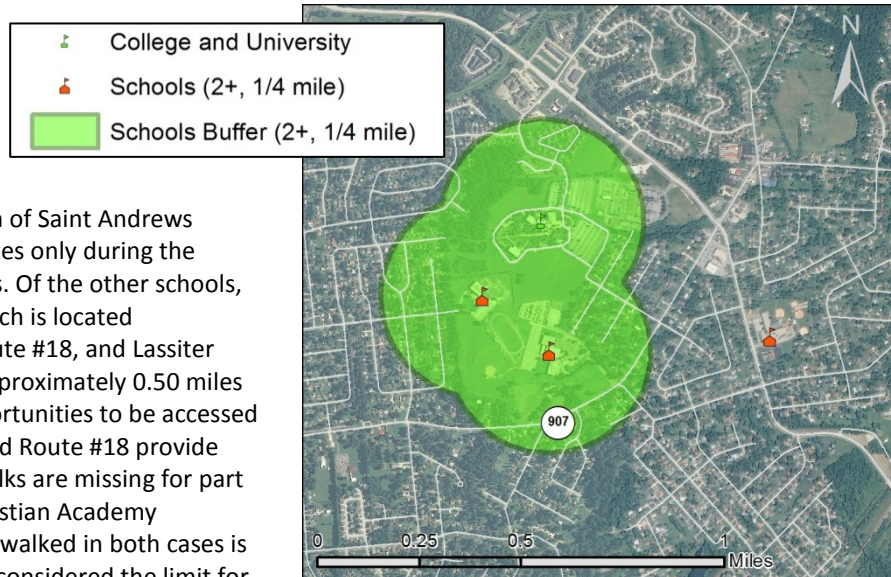 College and University
Schools (2+, 1/4 mile)
Schools Buffer (2+, 1/4 mile)
N
of Saint Andrews
tes only during the
s. Of the other schools,
ch is located
ute #18, and Lassiter
proximately 0.50 miles
ortunities to be accessed
d Route #18 provide
lks are missing for part
istian Academy
walked in both cases is
considered the limit for
907
0 0.25 0.5 1
Miles